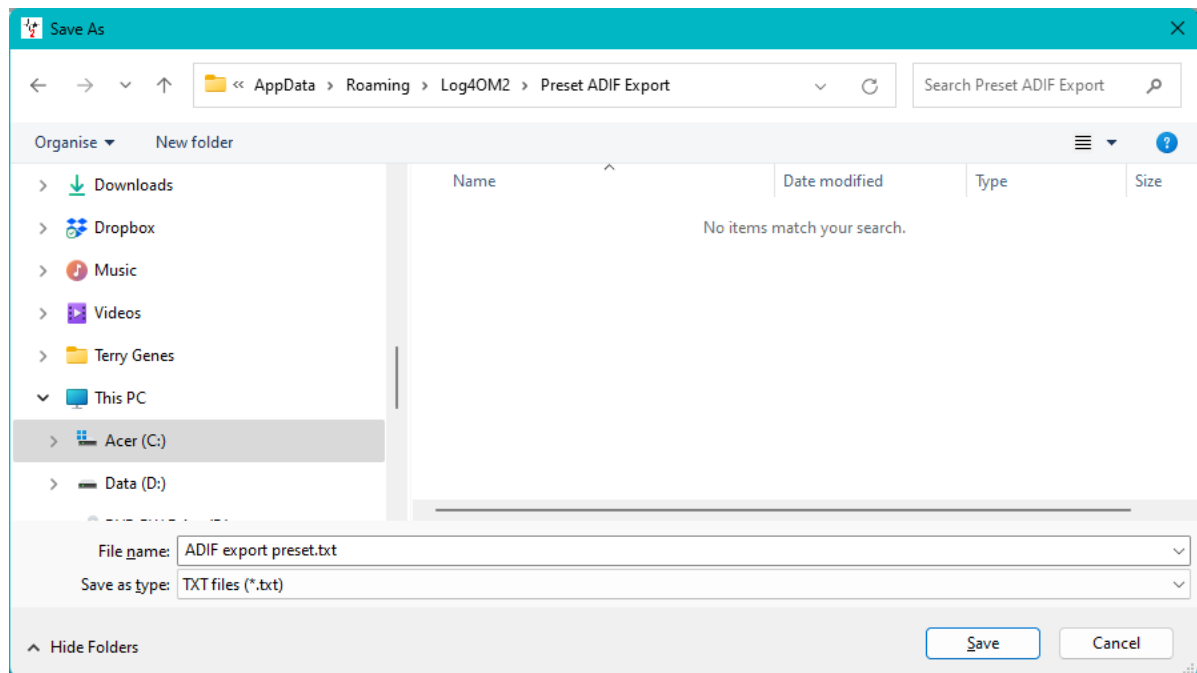 Save As
« AppData › Roaming › Log4OM2 › Preset ADIF Export
Search Preset ADIF Export
Organise
New folder
Name Date modified Type Size
No items match your search.
Downloads
Dropbox
Music
Videos
Terry Genes
This PC
Acer (C:)
Data (D:)
File name: ADIF export preset.txt
Save as type: TXT files (*.txt)
Hide Folders
Save
Cancel